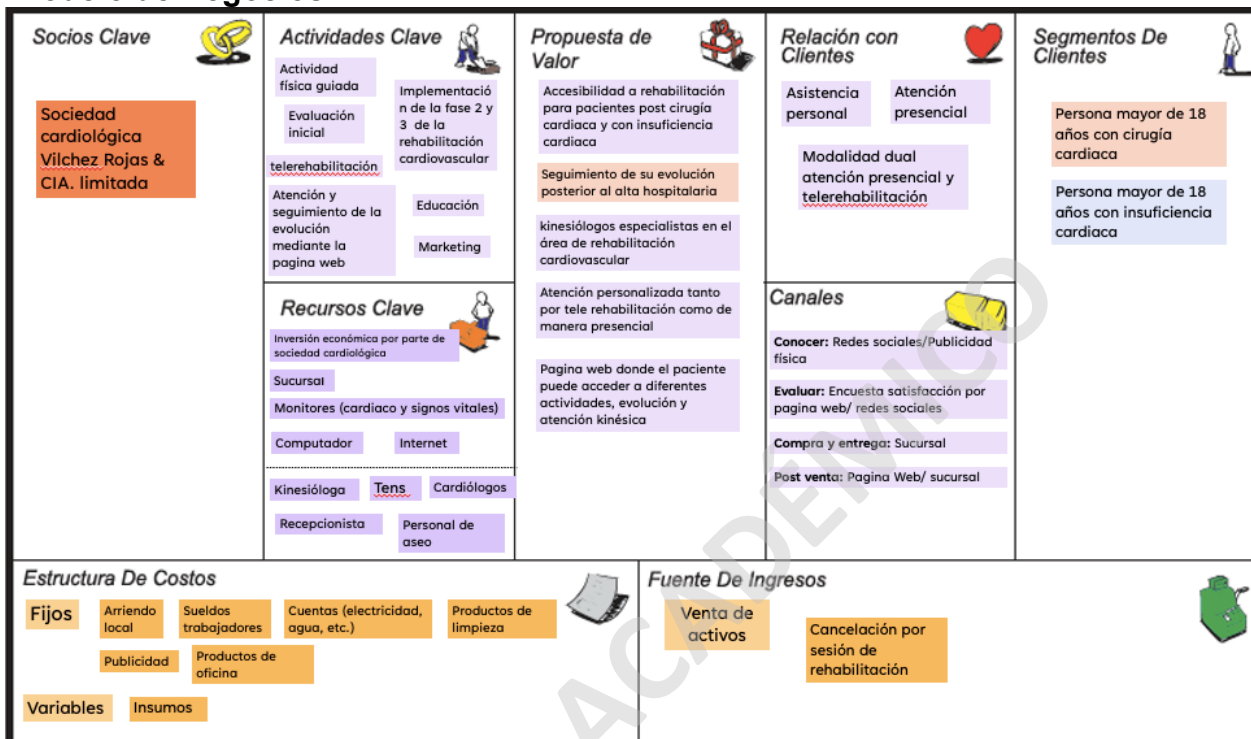 Socios Clave
Sociedad
cardiológica
Vilchez Rojas &
CIA. limitada
Actividades Clave
Actividad
física guiada
Evaluación
inicial
telerehabilitación
Atención y
seguimiento de la
evolución
mediante la
pagina web
Implementació
n de la fase 2 y
3 de la
rehabilitación
cardiovascular
Educación
Marketing
Recursos Clave
Inversión económica por parte de
sociedad cardiológica
Sucursal
Monitores (cardiaco y signos vitales)
Computador
Internet
Kinesióloga
Tens
Cardiólogos
Recepcionista
Personal de
aseo
Propuesta de
Valor
Accesibilidad a rehabilitación
para pacientes post cirugía
cardiaca y con insuficiencia
cardiaca
Seguimiento de su evolución
posterior al alta hospitalaria
kinesiólogos especialistas en el
área de rehabilitación
cardiovascular
Atención personalizada tanto
por tele rehabilitación como de
manera presencial
Pagina web donde el paciente
puede acceder a diferentes
actividades, evolución y
atención kinésica
Relación con
Clientes
Asistencia
personal
Atención
presencial
Modalidad dual
atención presencial y
telerehabilitación
Canales
Conocer: Redes sociales/Publicidad
física
Evaluar: Encuesta satisfacción por
pagina web/ redes sociales
Compra y entrega: Sucursal
Post venta: Pagina Web/ sucursal
Segmentos De
Clientes
Persona mayor de 18
años con cirugía
cardiaca
Persona mayor de 18
años con insuficiencia
cardiaca
Estructura De Costos
Fijos
Arriendo
local
Sueldos
trabajadores
Cuentas (electricidad,
agua, etc.)
Productos de
limpieza
Publicidad
Productos de
oficina
Variables
Insumos
Fuente De Ingresos
Venta de
activos
Cancelación por
sesión de
rehabilitación
ACADÉMICO